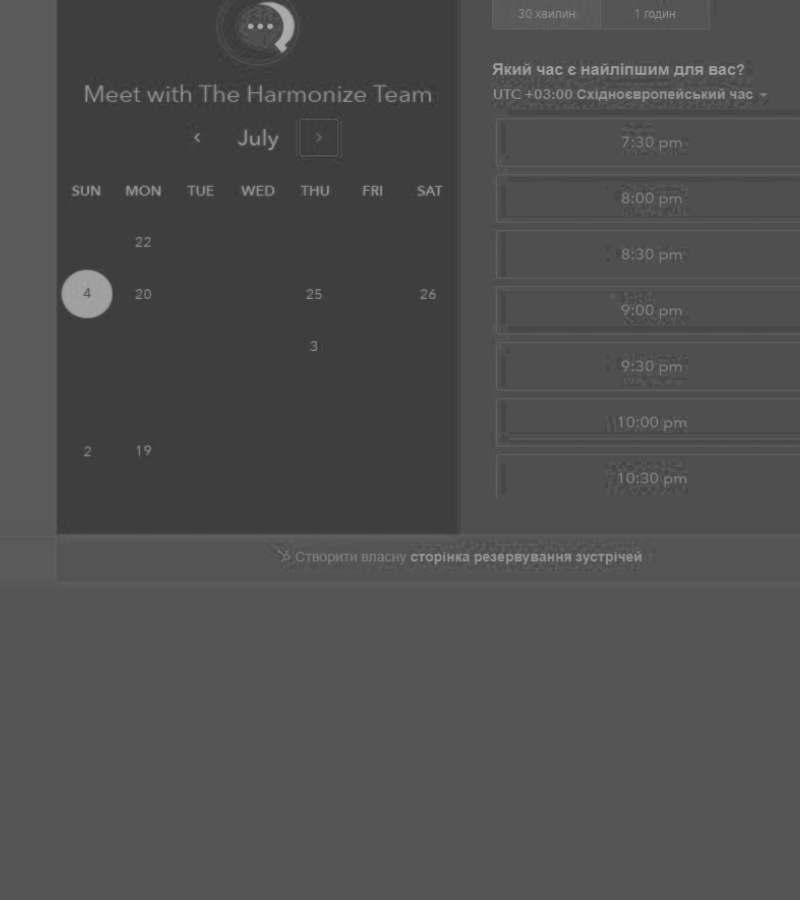 30 хвилин 1 годин
Meet with The Harmonize Team
July
SUN MON TUE WED THU FRI SAT
22
4 20 25 26
3
2 19
Який час є найліпшим для вас?
UTC +03:00 Східноєвропейський час
7:30 pm
8:00 pm
8:30 pm
9:00 pm
9:30 pm
10:00 pm
10:30 pm
Створити власну сторінка резервування зустрічей